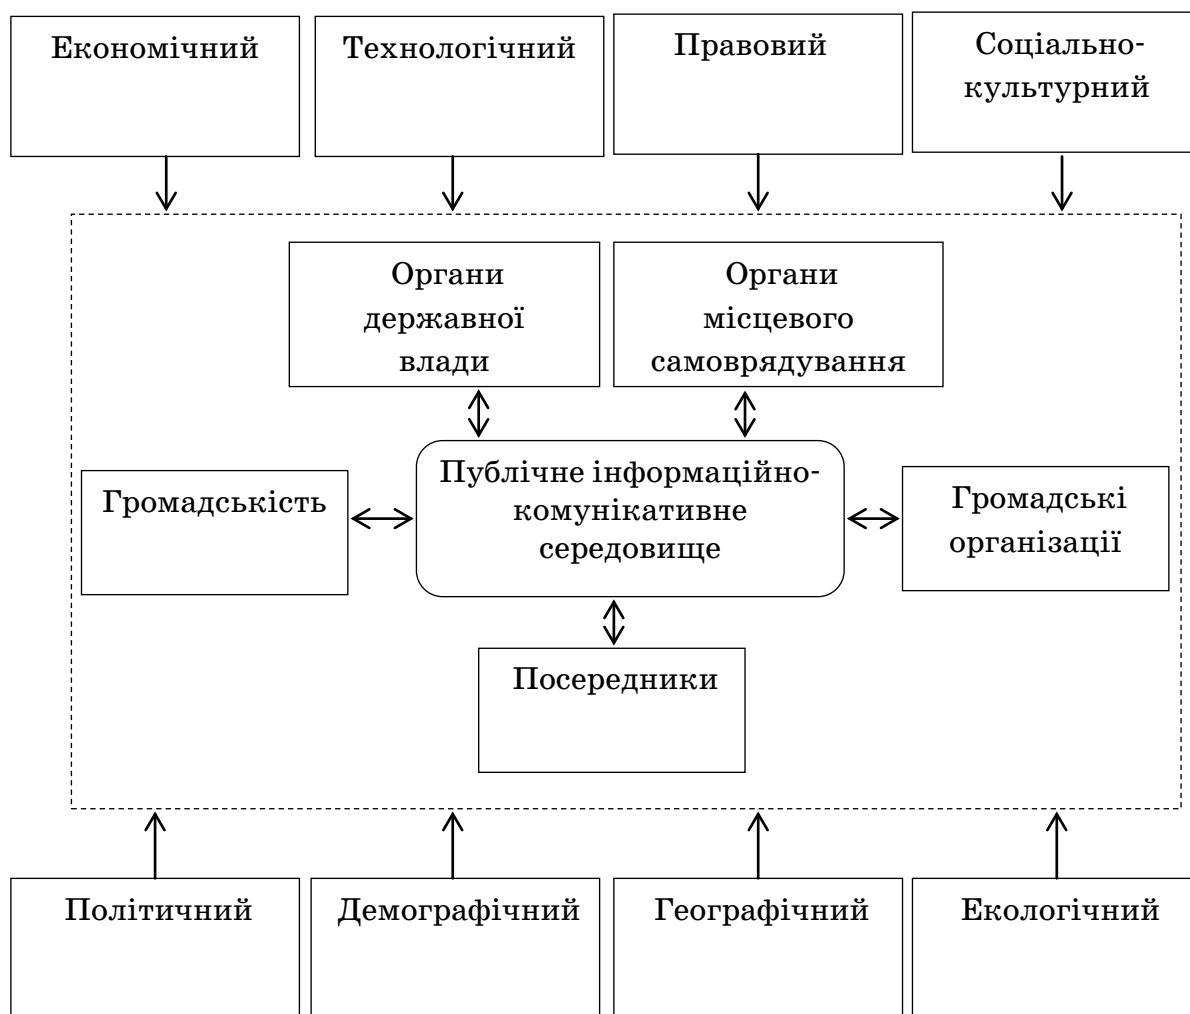 Економічний
Технологічний
Правовий
Соціально-
культурний
Органи
державної
влади
Органи
місцевого
самоврядування
Громадськість
Публічне інформаційно-
комунікативне
середовище
Громадські
організації
Посередники
Політичний
Демографічний
Географічний
Екологічний